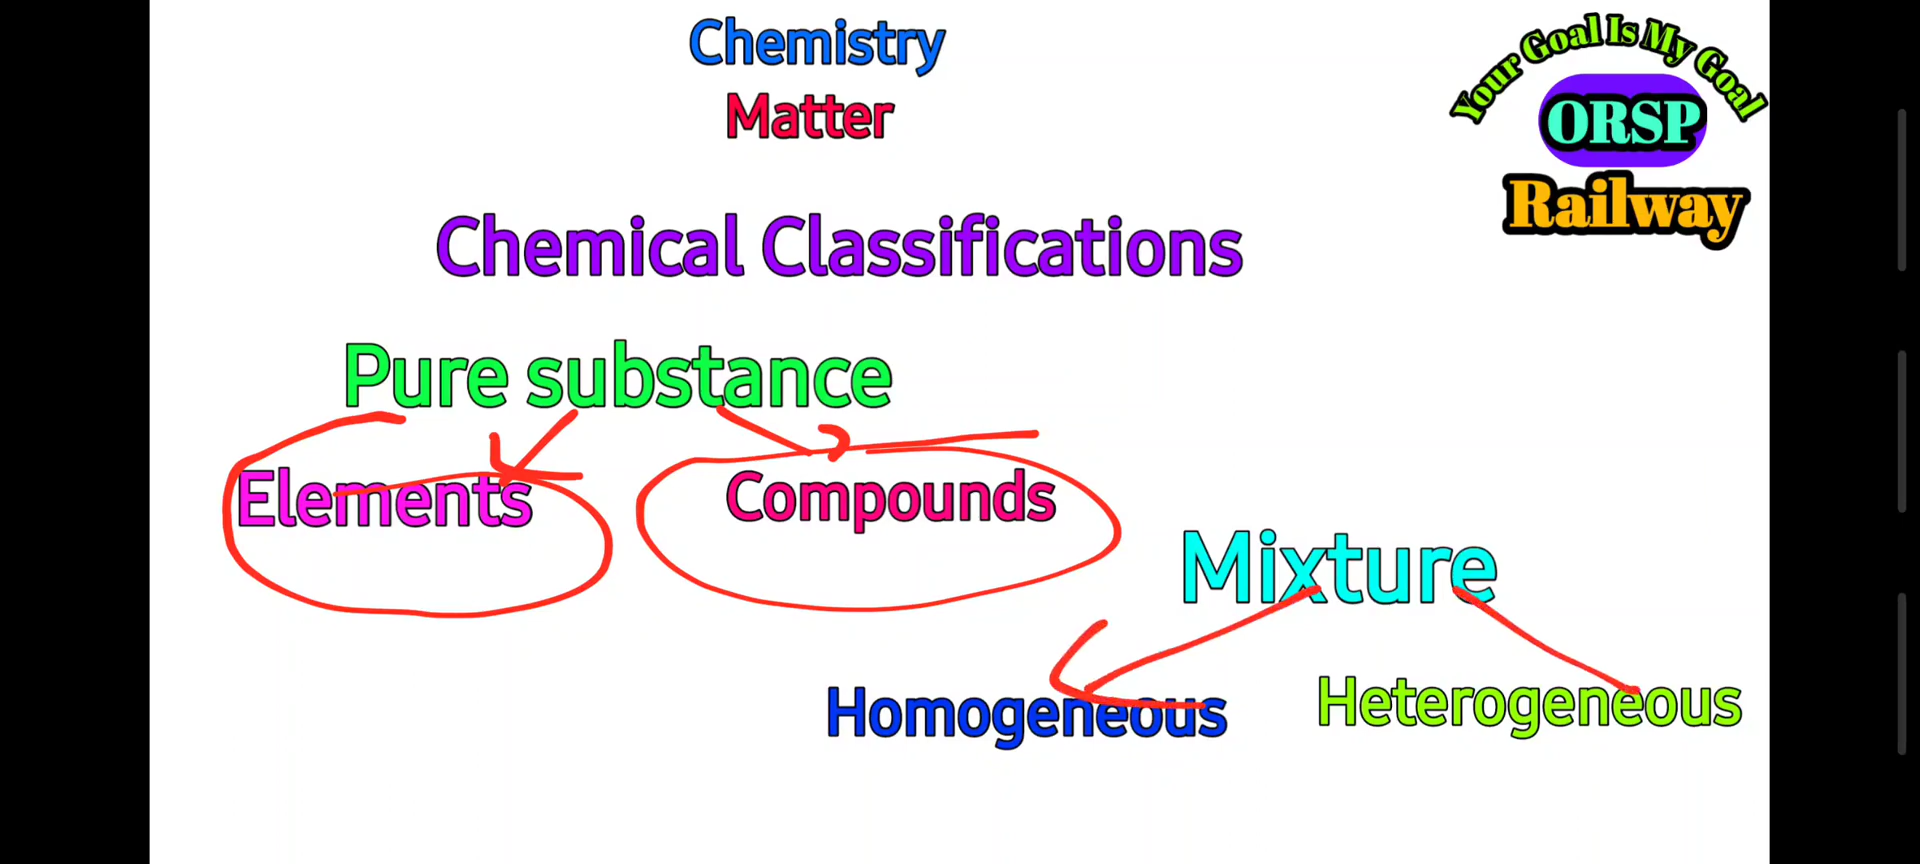 Chemistry
Matter
Your Goal Is My Goal
ORSP
Railway
Chemical Classifications
Pure substance
Elements
Compounds
Mixture
Homogeneous
Heterogeneous